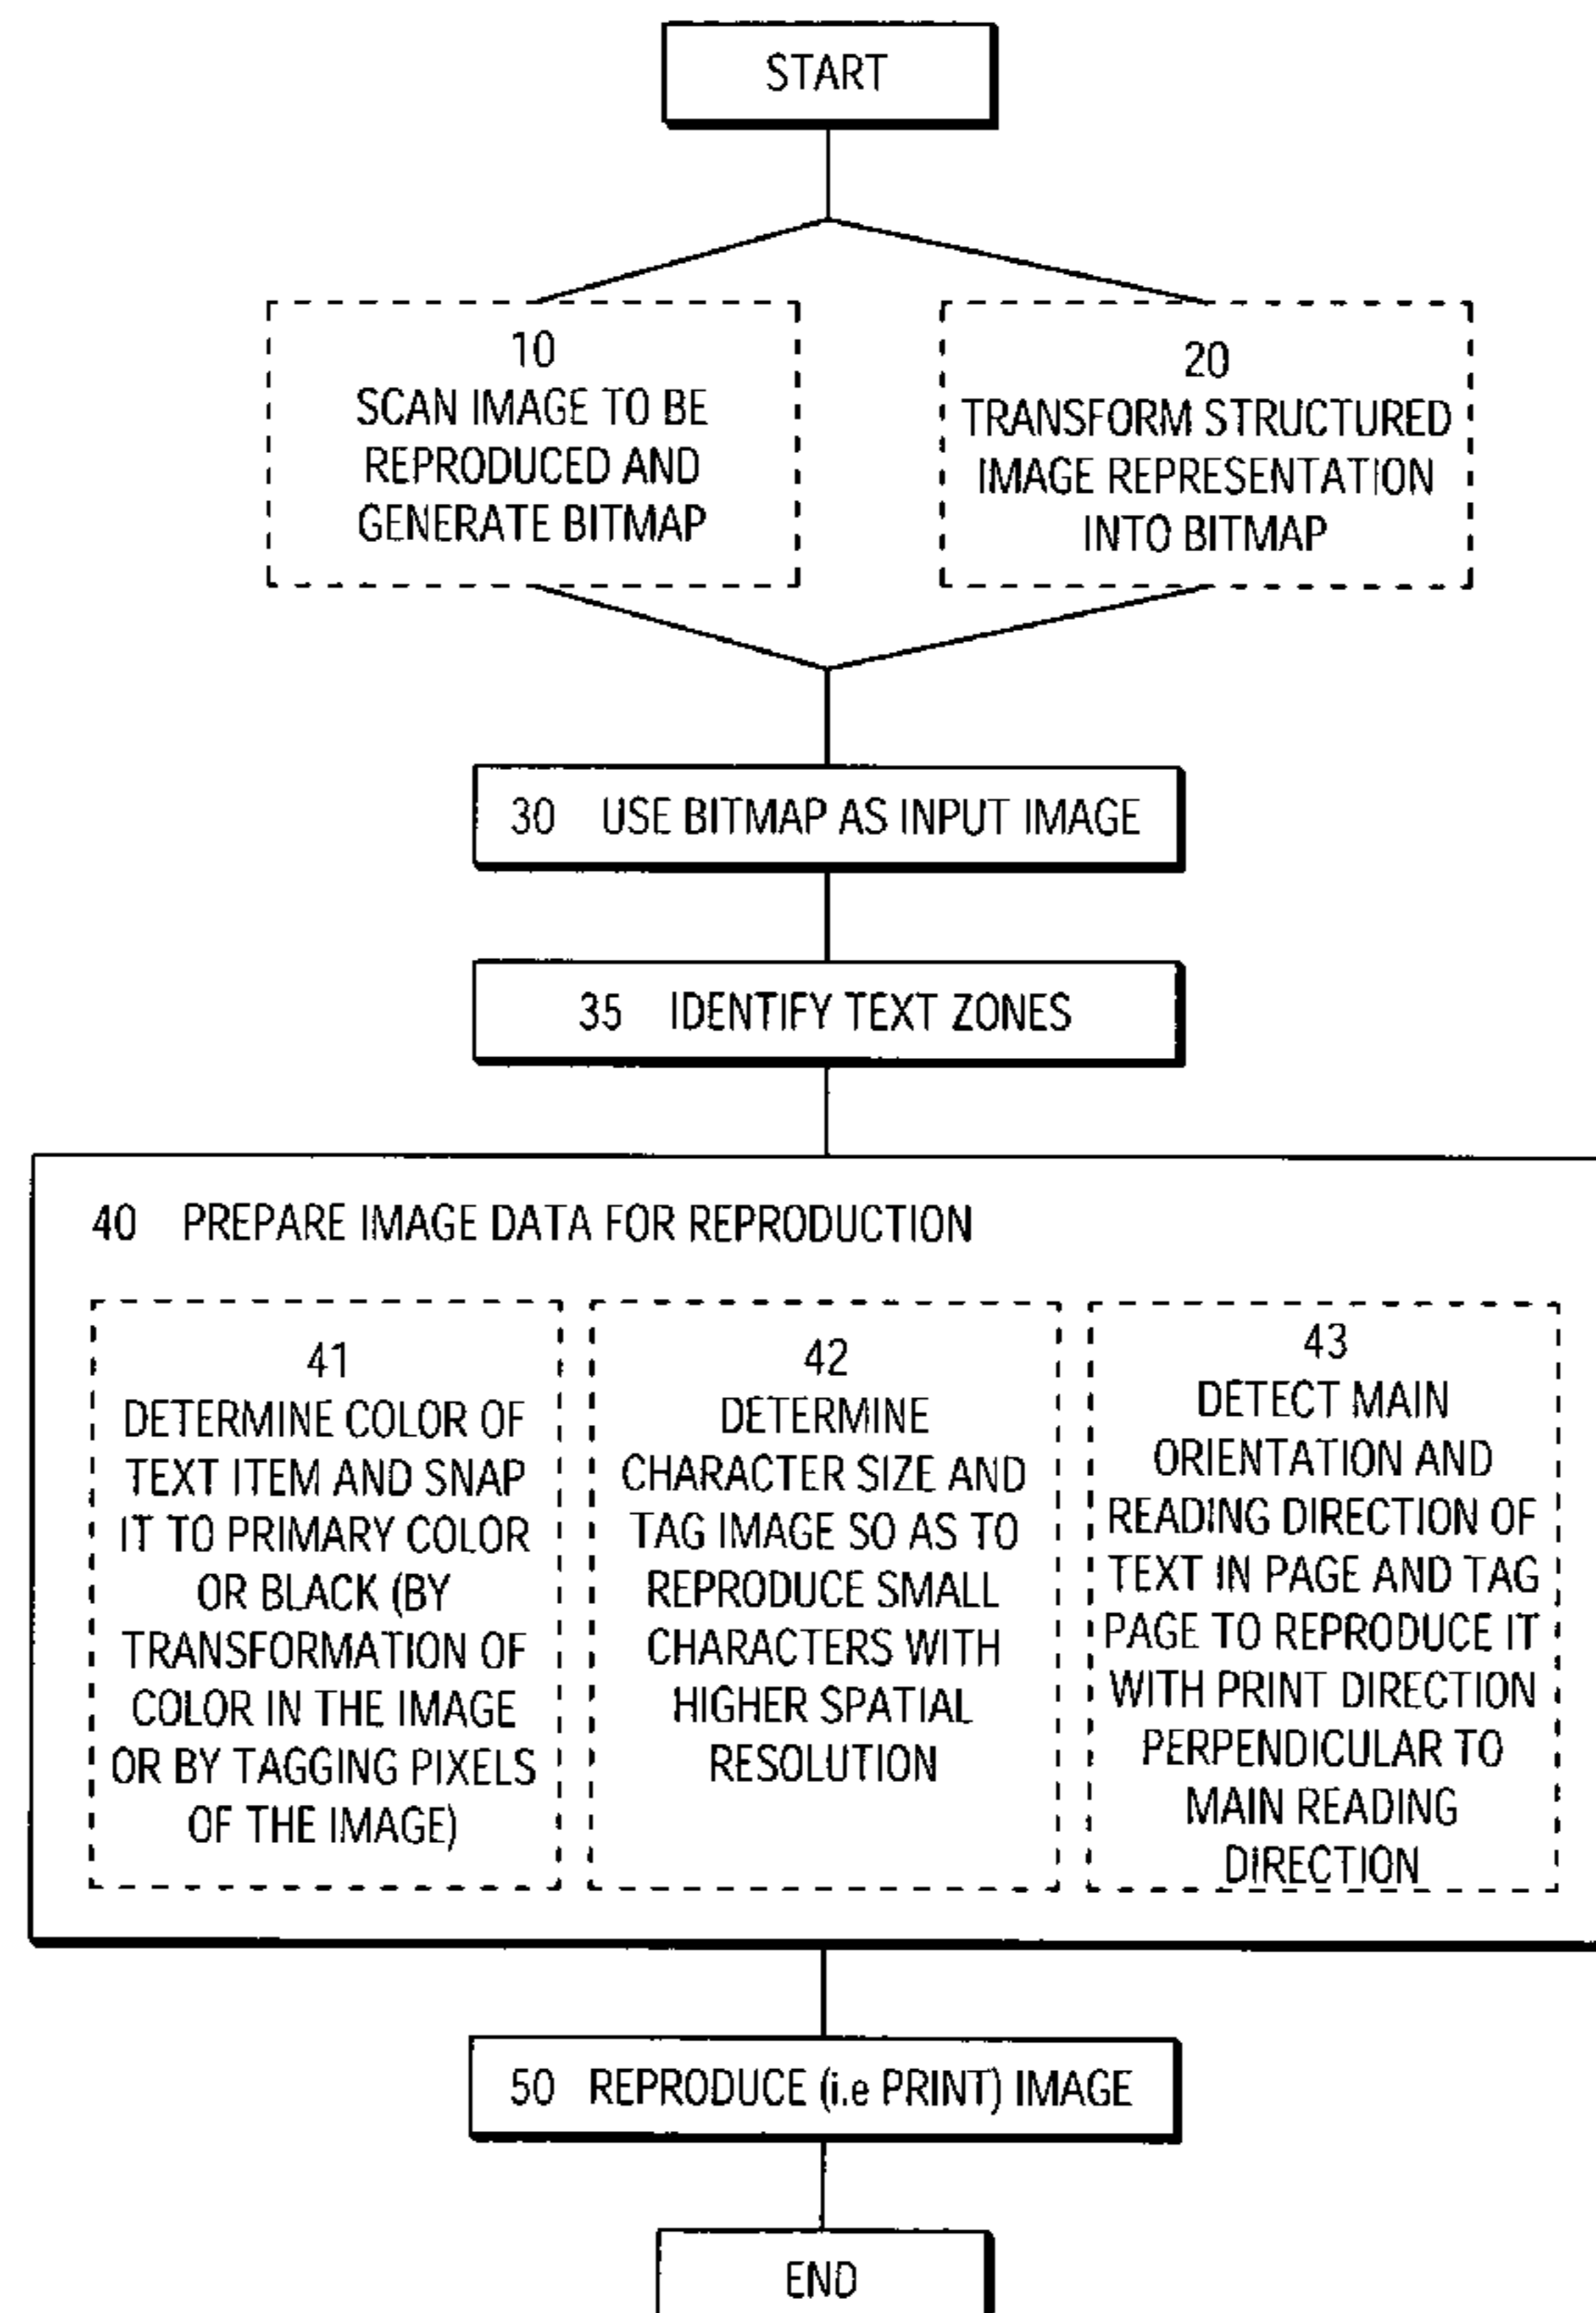 START
10
SCAN IMAGE TO BE
REPRODUCED AND
GENERATE BITMAP
20
TRANSFORM STRUCTURED
IMAGE REPRESENTATION
INTO BITMAP
30 USE BITMAP AS INPUT IMAGE
35 IDENTIFY TEXT ZONES
40 PREPARE IMAGE DATA FOR REPRODUCTION
41
DETERMINE COLOR OF
TEXT ITEM AND SNAP
IT TO PRIMARY COLOR
OR BLACK (BY
TRANSFORMATION OF
COLOR IN THE IMAGE
OR BY TAGGING PIXELS
OF THE IMAGE)
42
DETERMINE
CHARACTER SIZE AND
TAG IMAGE SO AS TO
REPRODUCE SMALL
CHARACTERS WITH
HIGHER SPATIAL
RESOLUTION
43
DETECT MAIN
ORIENTATION AND
READING DIRECTION OF
TEXT IN PAGE AND TAG
PAGE TO REPRODUCE IT
WITH PRINT DIRECTION
PERPENDICULAR TO
MAIN READING
DIRECTION
50 REPRODUCE (i.e PRINT) IMAGE
END